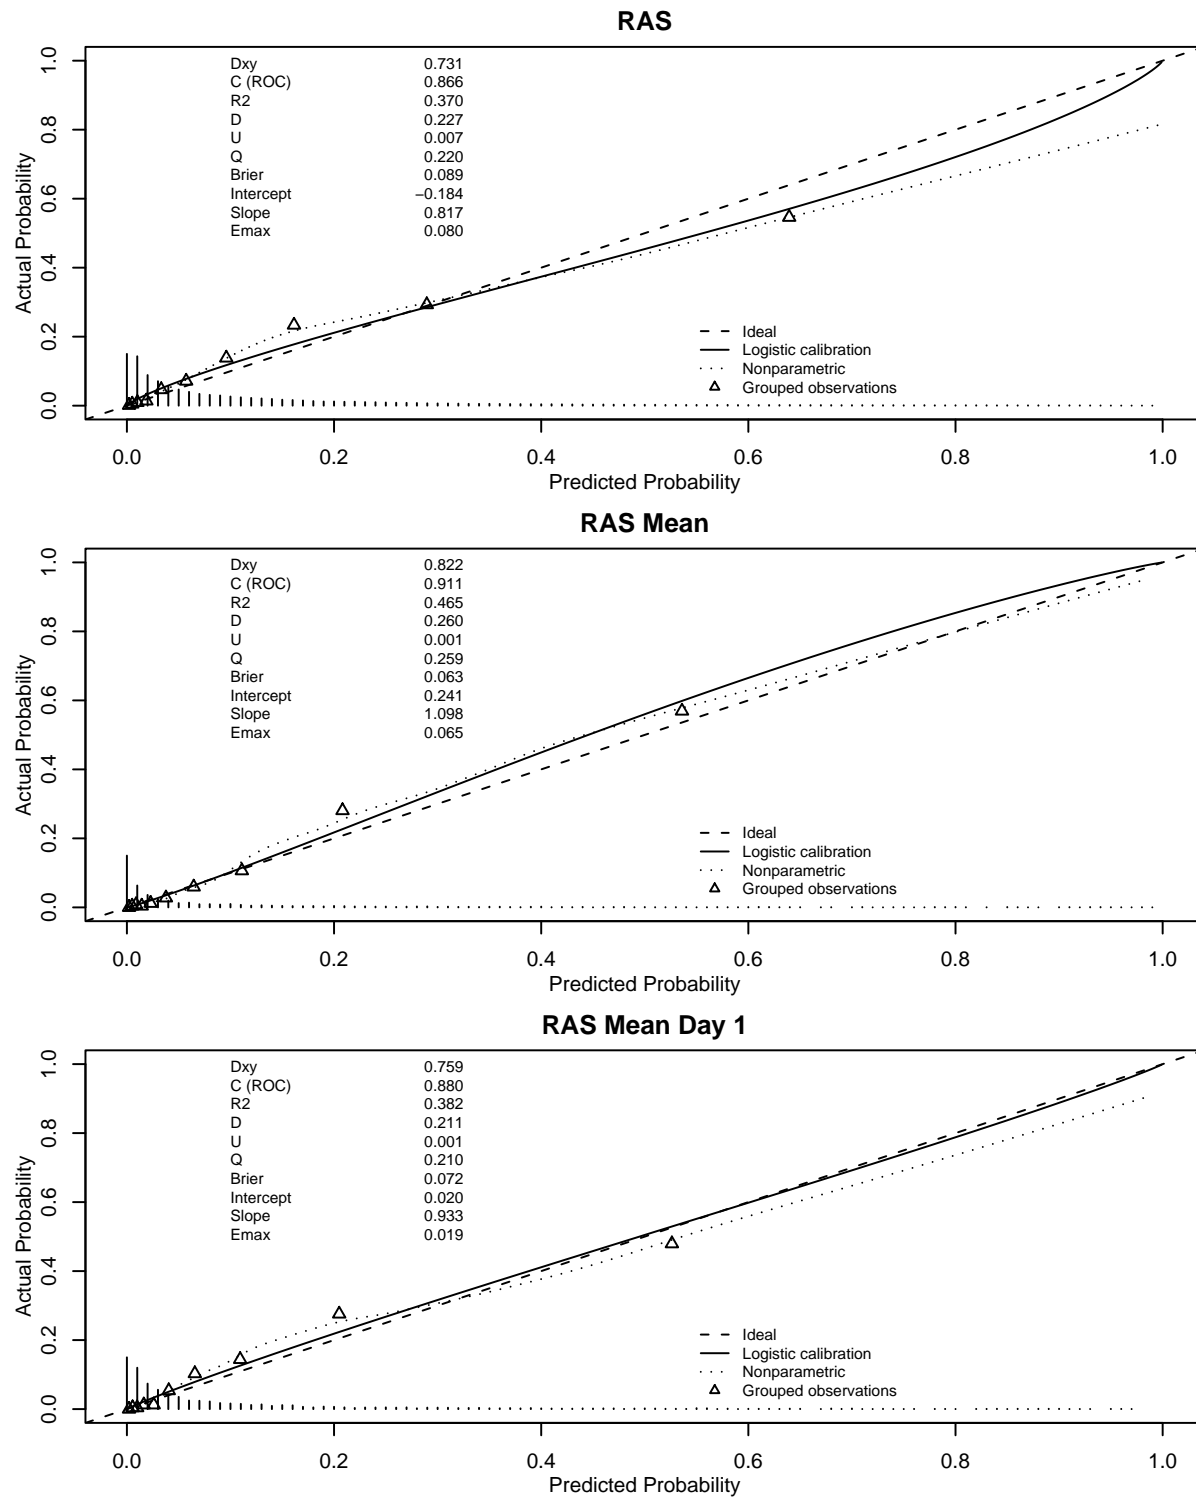 RAS
Dxy 0.731
C (ROC) 0.866
R2 0.370
D 0.227
U 0.007
Q 0.220
Brier 0.089
Intercept −0.184
Slope 0.817
Emax 0.080
1.0
0.8
0.6
0.4
0.2
0.0
Actual Probability
Ideal
Logistic calibration
Nonparametric
Grouped observations
0.0 0.2 0.4 0.6 0.8 1.0
Predicted Probability
RAS Mean
Dxy 0.822
C (ROC) 0.911
R2 0.465
D 0.260
U 0.001
Q 0.259
Brier 0.063
Intercept 0.241
Slope 1.098
Emax 0.065
1.0
0.8
0.6
0.4
0.2
0.0
Actual Probability
Ideal
Logistic calibration
Nonparametric
Grouped observations
0.0 0.2 0.4 0.6 0.8 1.0
Predicted Probability
RAS Mean Day 1
Dxy 0.759
C (ROC) 0.880
R2 0.382
D 0.211
U 0.001
Q 0.210
Brier 0.072
Intercept 0.020
Slope 0.933
Emax 0.019
1.0
0.8
0.6
0.4
0.2
0.0
Actual Probability
Ideal
Logistic calibration
Nonparametric
Grouped observations
0.0 0.2 0.4 0.6 0.8 1.0
Predicted Probability